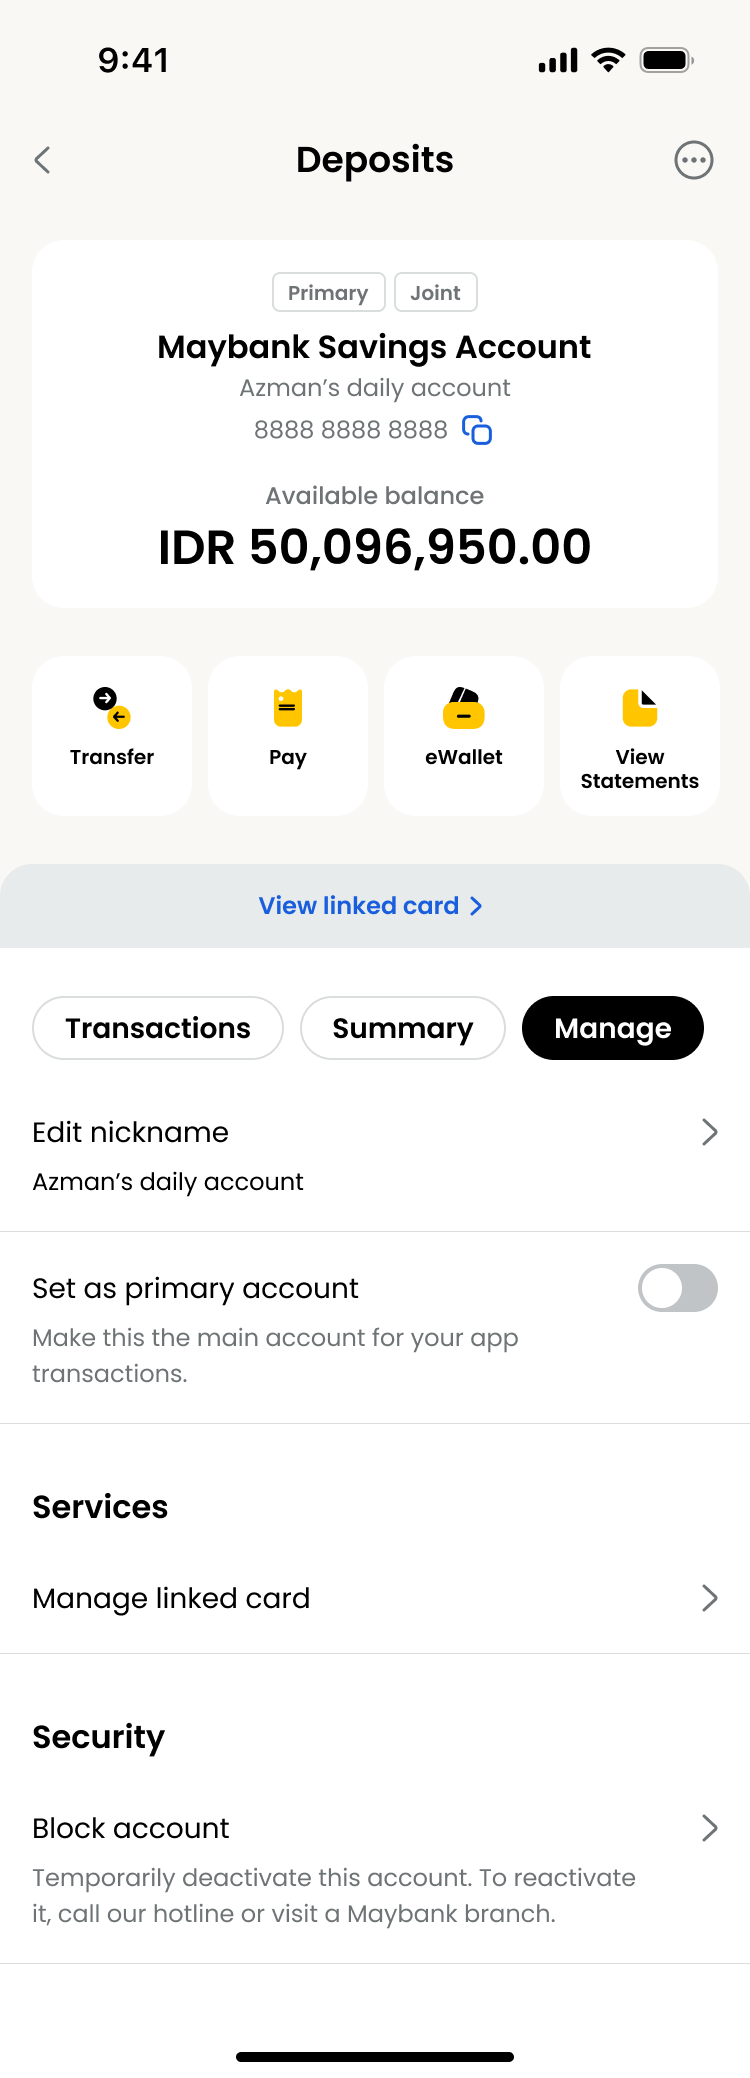 9:41
Deposits
Primary
Joint
Maybank Savings Account
Azman’s daily account
8888 8888 8888
Available balance
IDR 50,096,950.00
Transfer
Pay
eWallet
View
Statements
View linked card
Transactions
Summary
Manage
Edit nickname
Azman’s daily account
Set as primary account
Make this the main account for your app
transactions.
Services
Manage linked card
Security
Block account
Temporarily deactivate this account. To reactivate
it, call our hotline or visit a Maybank branch.